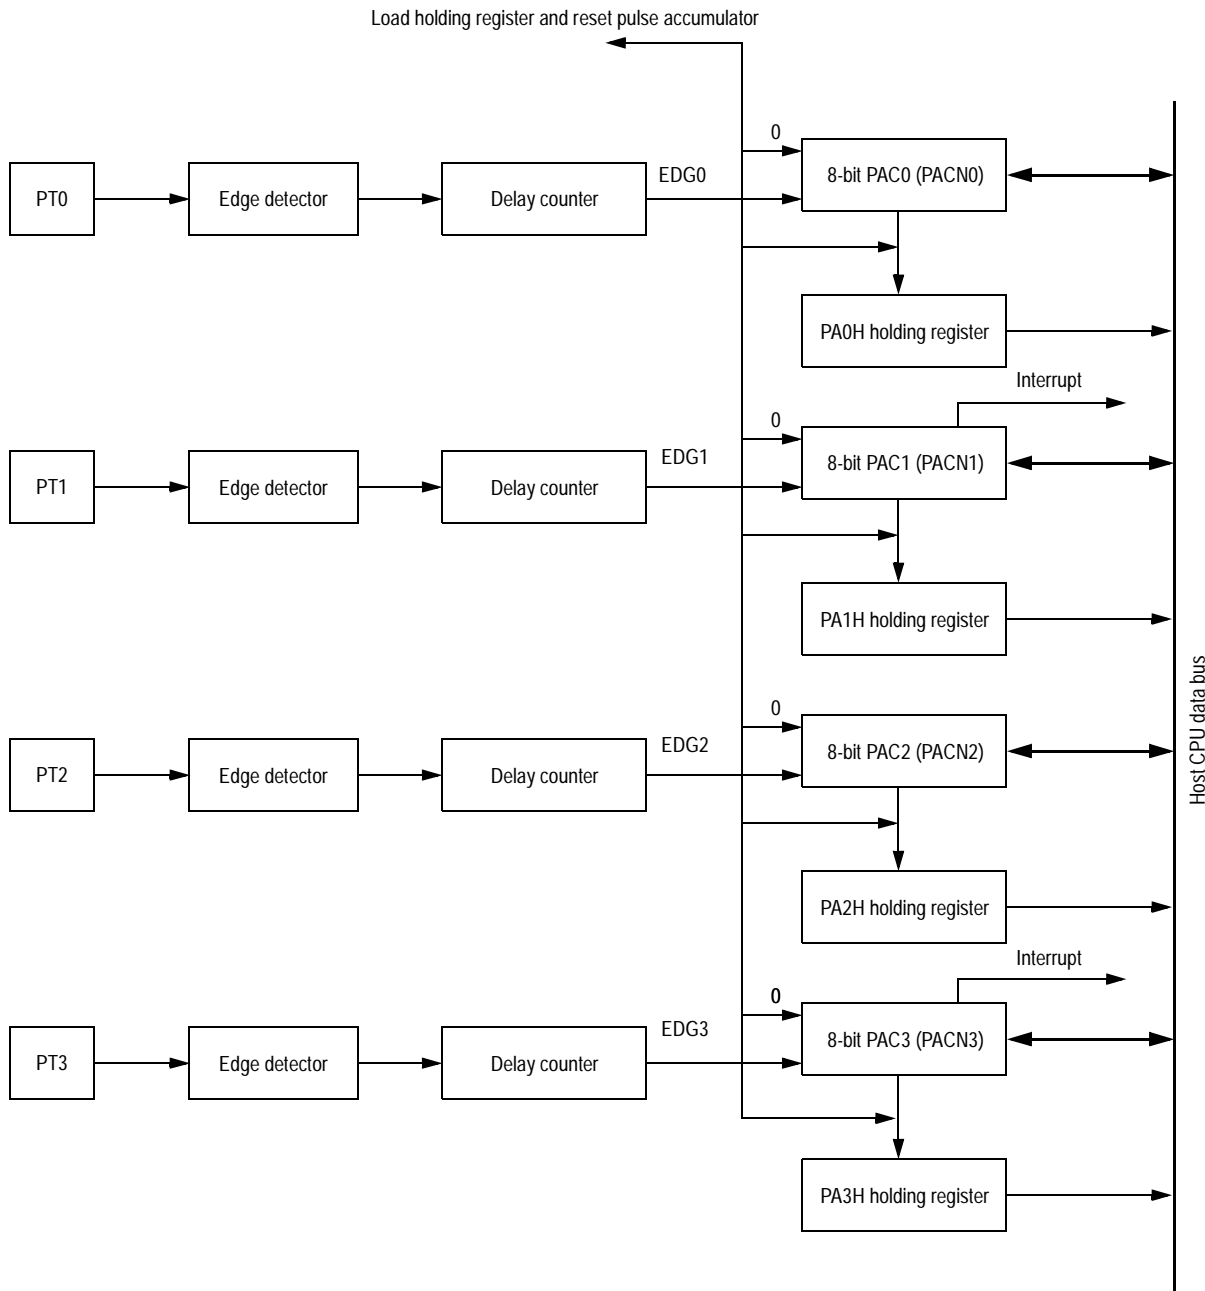 Load holding register and reset pulse accumulator
0
PT0
Edge detector
Delay counter
EDG0
8-bit PAC0 (PACN0)
PA0H holding register
Interrupt
0
PT1
Edge detector
Delay counter
EDG1
8-bit PAC1 (PACN1)
PA1H holding register
Host CPU data bus
0
PT2
Edge detector
Delay counter
EDG2
8-bit PAC2 (PACN2)
PA2H holding register
Interrupt
0
PT3
Edge detector
Delay counter
EDG3
8-bit PAC3 (PACN3)
PA3H holding register